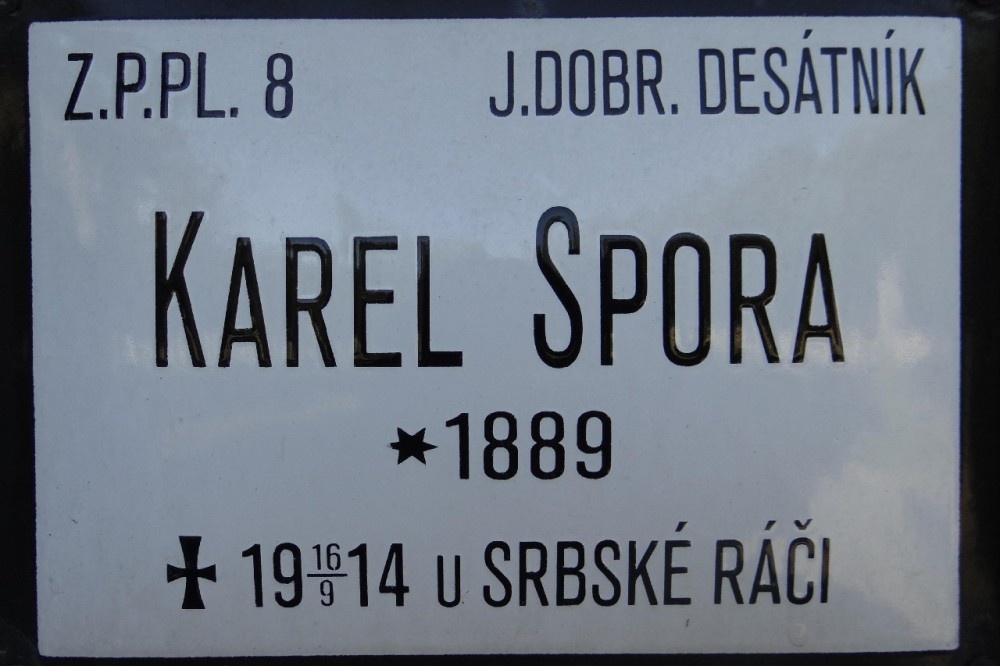 Z.P.PL. 8 J.DOBR. DESÁTNÍK
KAREL SPORA
*1889
✠ 19 16/9 14 U SRBSKÉ RÁČI